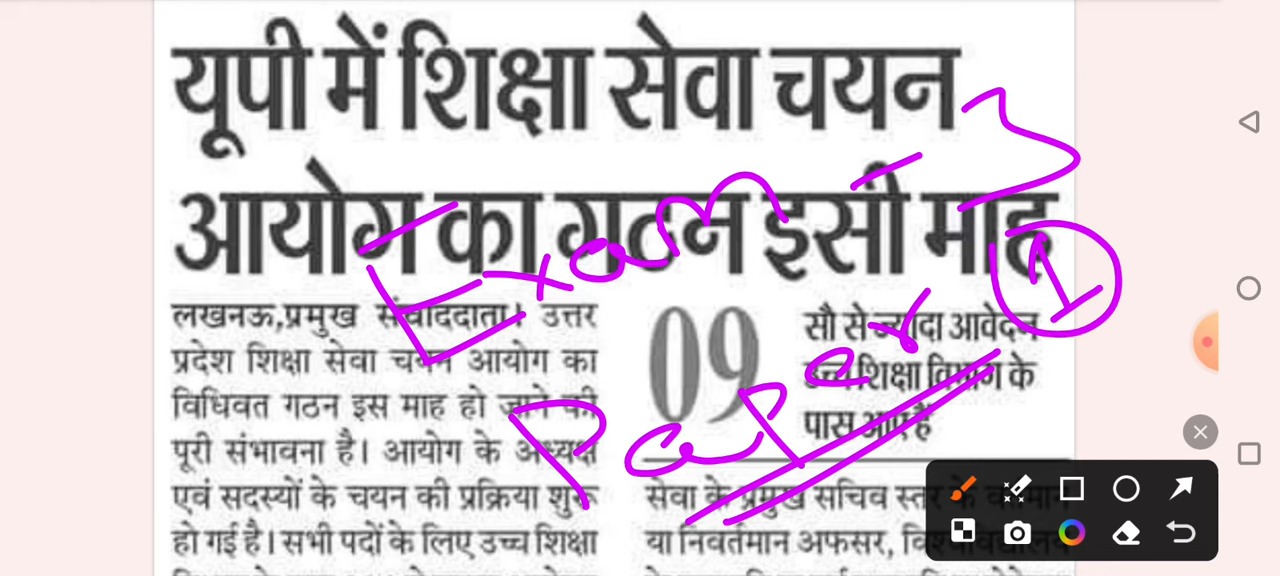 यूपी में शिक्षा सेवा चयन
आयोग का गठन इसी माह
लखनऊ,प्रमुख संवाददाता। उत्तर
प्रदेश शिक्षा सेवा चयन आयोग का
विधिवत गठन इस माह हो जाने की
पूरी संभावना है। आयोग के अध्यक्ष
एवं सदस्यों के चयन की प्रक्रिया शुरू
हो गई है। सभी पदों के लिए उच्च शिक्षा
09
सौ से ज्यादा आवेदन
उच्च शिक्षा विभाग के
पास आए हैं
सेवा के प्रमुख सचिव स्तर के
या निवर्तमान अफसर,
Exam
Paper
1